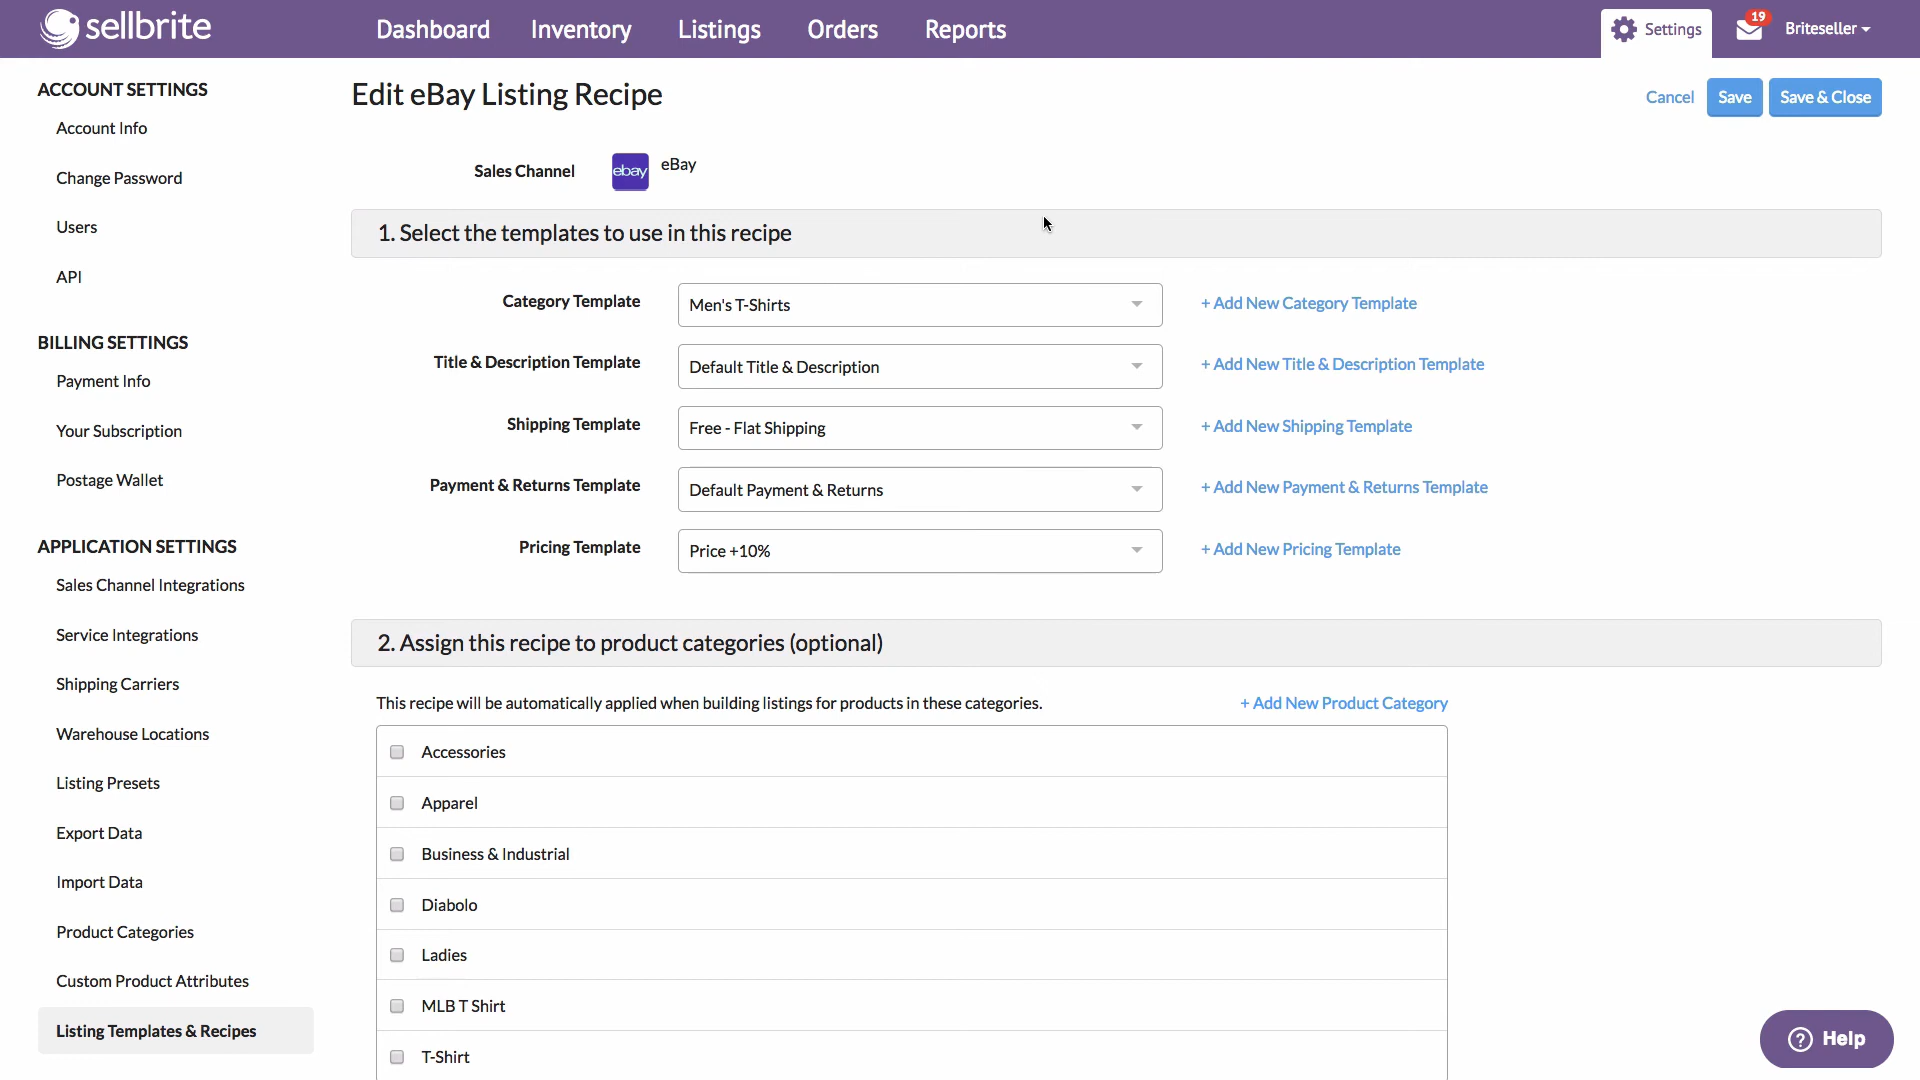 sellbrite
Dashboard Inventory Listings Orders Reports
Settings 19 Briteseller
ACCOUNT SETTINGS
Account Info
Change Password
Users
API
BILLING SETTINGS
Payment Info
Your Subscription
Postage Wallet
APPLICATION SETTINGS
Sales Channel Integrations
Service Integrations
Shipping Carriers
Warehouse Locations
Listing Presets
Export Data
Import Data
Product Categories
Custom Product Attributes
Listing Templates & Recipes
Edit eBay Listing Recipe
Cancel Save Save & Close
Sales Channel ebay eBay
1. Select the templates to use in this recipe
Category Template Men's T-Shirts + Add New Category Template
Title & Description Template Default Title & Description + Add New Title & Description Template
Shipping Template Free - Flat Shipping + Add New Shipping Template
Payment & Returns Template Default Payment & Returns + Add New Payment & Returns Template
Pricing Template Price +10% + Add New Pricing Template
2. Assign this recipe to product categories (optional)
This recipe will be automatically applied when building listings for products in these categories. + Add New Product Category
Accessories
Apparel
Business & Industrial
Diabolo
Ladies
MLB T Shirt
T-Shirt
? Help